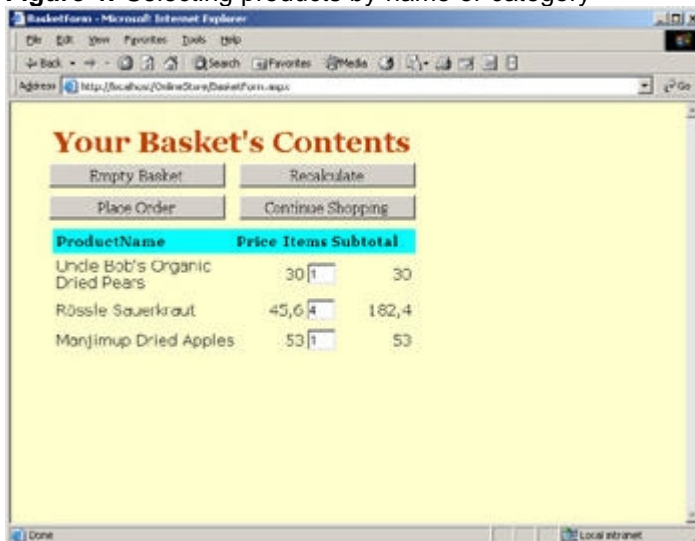 Figure 4. Selecting products by name or category
BasketForm - Microsoft Internet Explorer
File Edit View Favorites Tools Help
Back Search Favorites Media
Address http://localhost/OnlineStore/BasketForm.aspx Go
Your Basket's Contents
Empty Basket Recalculate
Place Order Continue Shopping
ProductName Price Items Subtotal
Uncle Bob's Organic
Dried Pears 30 1 30
Rössle Sauerkraut 45,6 4 182,4
Manjimup Dried Apples 53 1 53
Done Local intranet